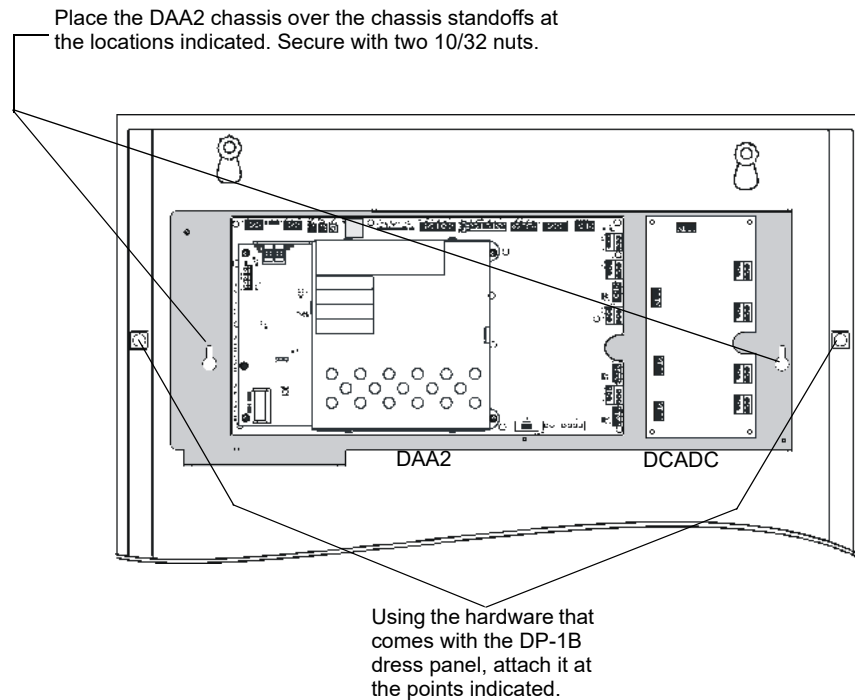 Place the DAA2 chassis over the chassis standoffs at
the locations indicated. Secure with two 10/32 nuts.
DAA2
DCADC
Using the hardware that
comes with the DP-1B
dress panel, attach it at
the points indicated.